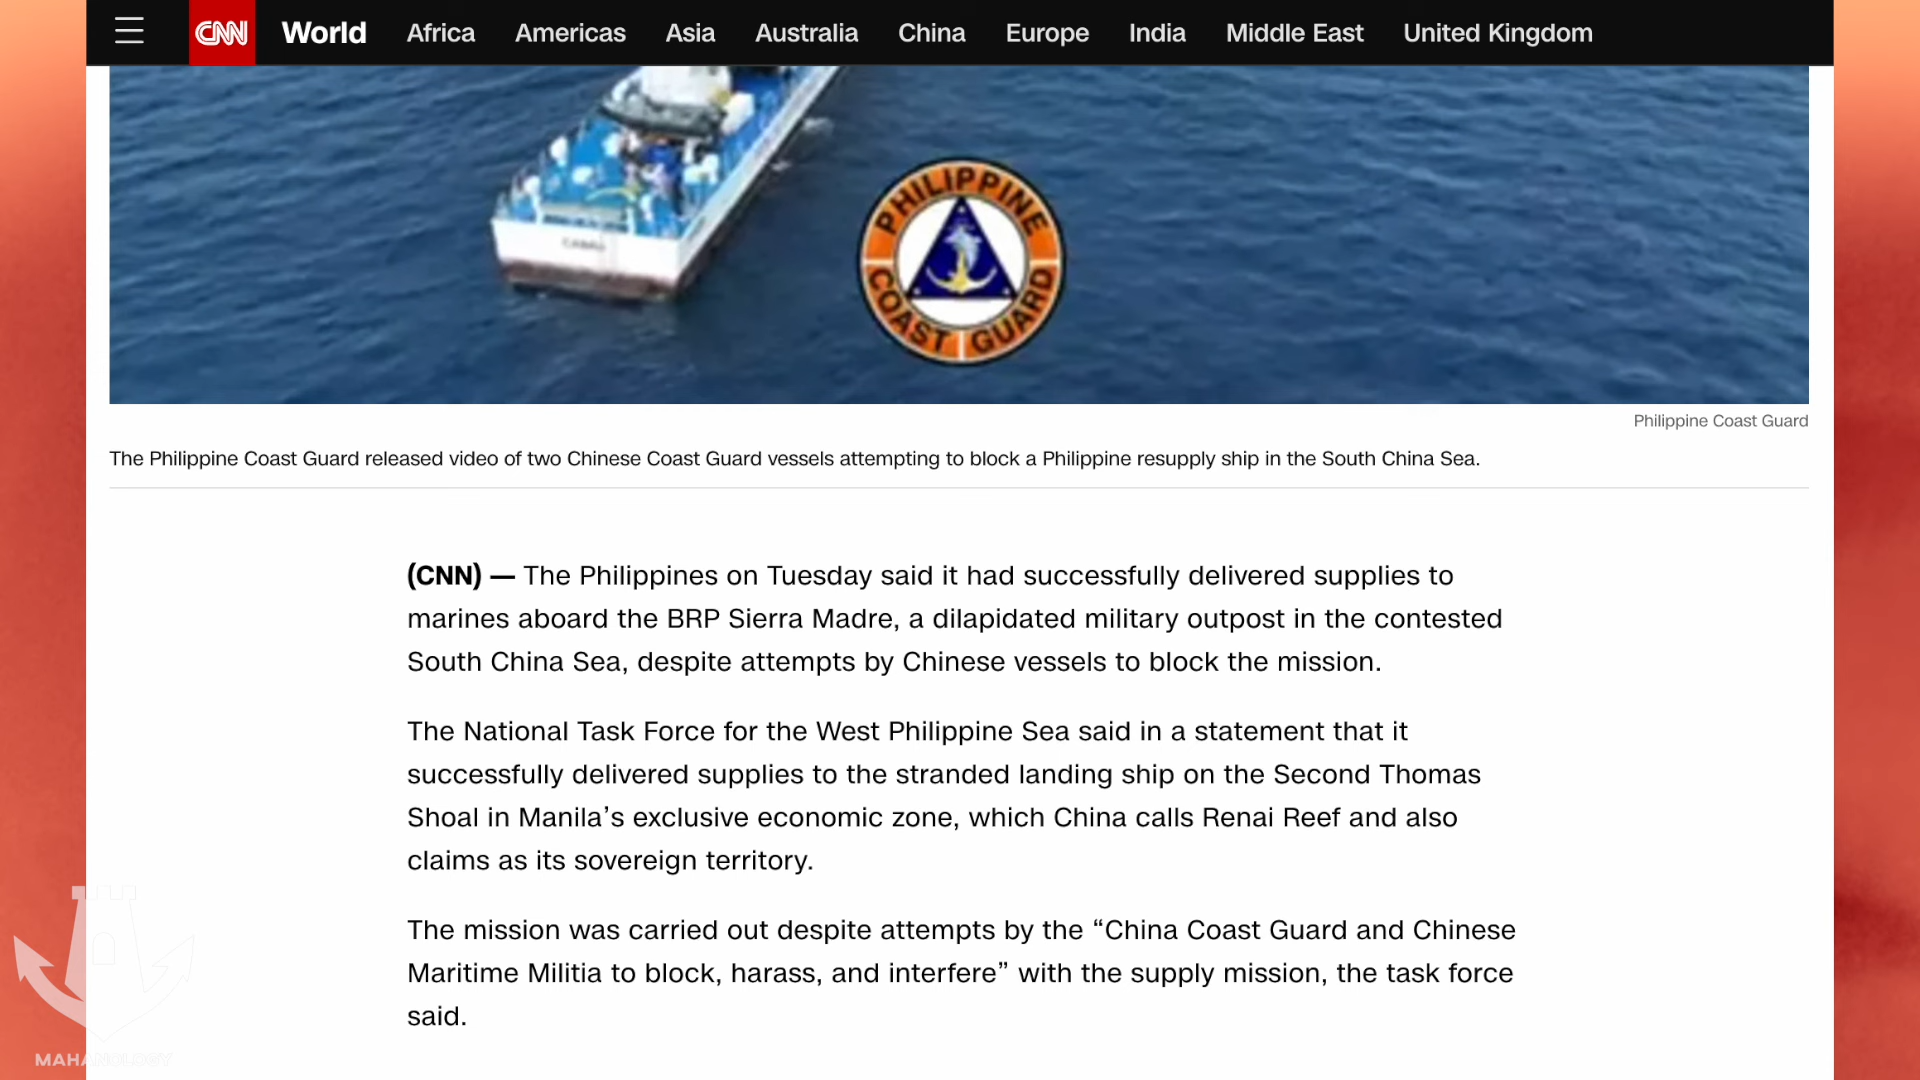 CNN World Africa Americas Asia Australia China Europe India Middle East United Kingdom
PHILIPPINE
COAST GUARD
Philippine Coast Guard
The Philippine Coast Guard released video of two Chinese Coast Guard vessels attempting to block a Philippine resupply ship in the South China Sea.
(CNN) — The Philippines on Tuesday said it had successfully delivered supplies to
marines aboard the BRP Sierra Madre, a dilapidated military outpost in the contested
South China Sea, despite attempts by Chinese vessels to block the mission.
The National Task Force for the West Philippine Sea said in a statement that it
successfully delivered supplies to the stranded landing ship on the Second Thomas
Shoal in Manila’s exclusive economic zone, which China calls Renai Reef and also
claims as its sovereign territory.
The mission was carried out despite attempts by the “China Coast Guard and Chinese
Maritime Militia to block, harass, and interfere” with the supply mission, the task force
said.
MAHANOLOGY